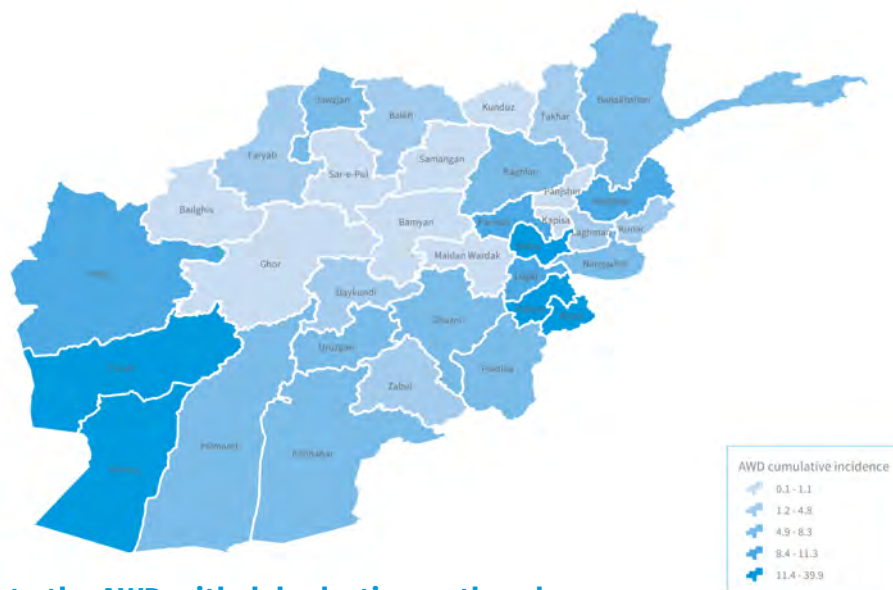 Jawzjan
Balkh
Kunduz
Takhar
Badakhshan
Faryab
Sar-e-Pul
Samangan
Baghlan
Panjsher
Badghis
Bamyan
Kapisa
Laghman
Kunar
Ghor
Maidan Wardak
Nangarhar
Daykundi
Logar
Ghazni
Uruzgan
Paktika
Zabul
Hilmand
Kandahar
AWD cumulative incidence
0.1 - 1.1
1.2 - 4.8
4.9 - 8.3
8.4 - 11.3
11.4 - 39.9